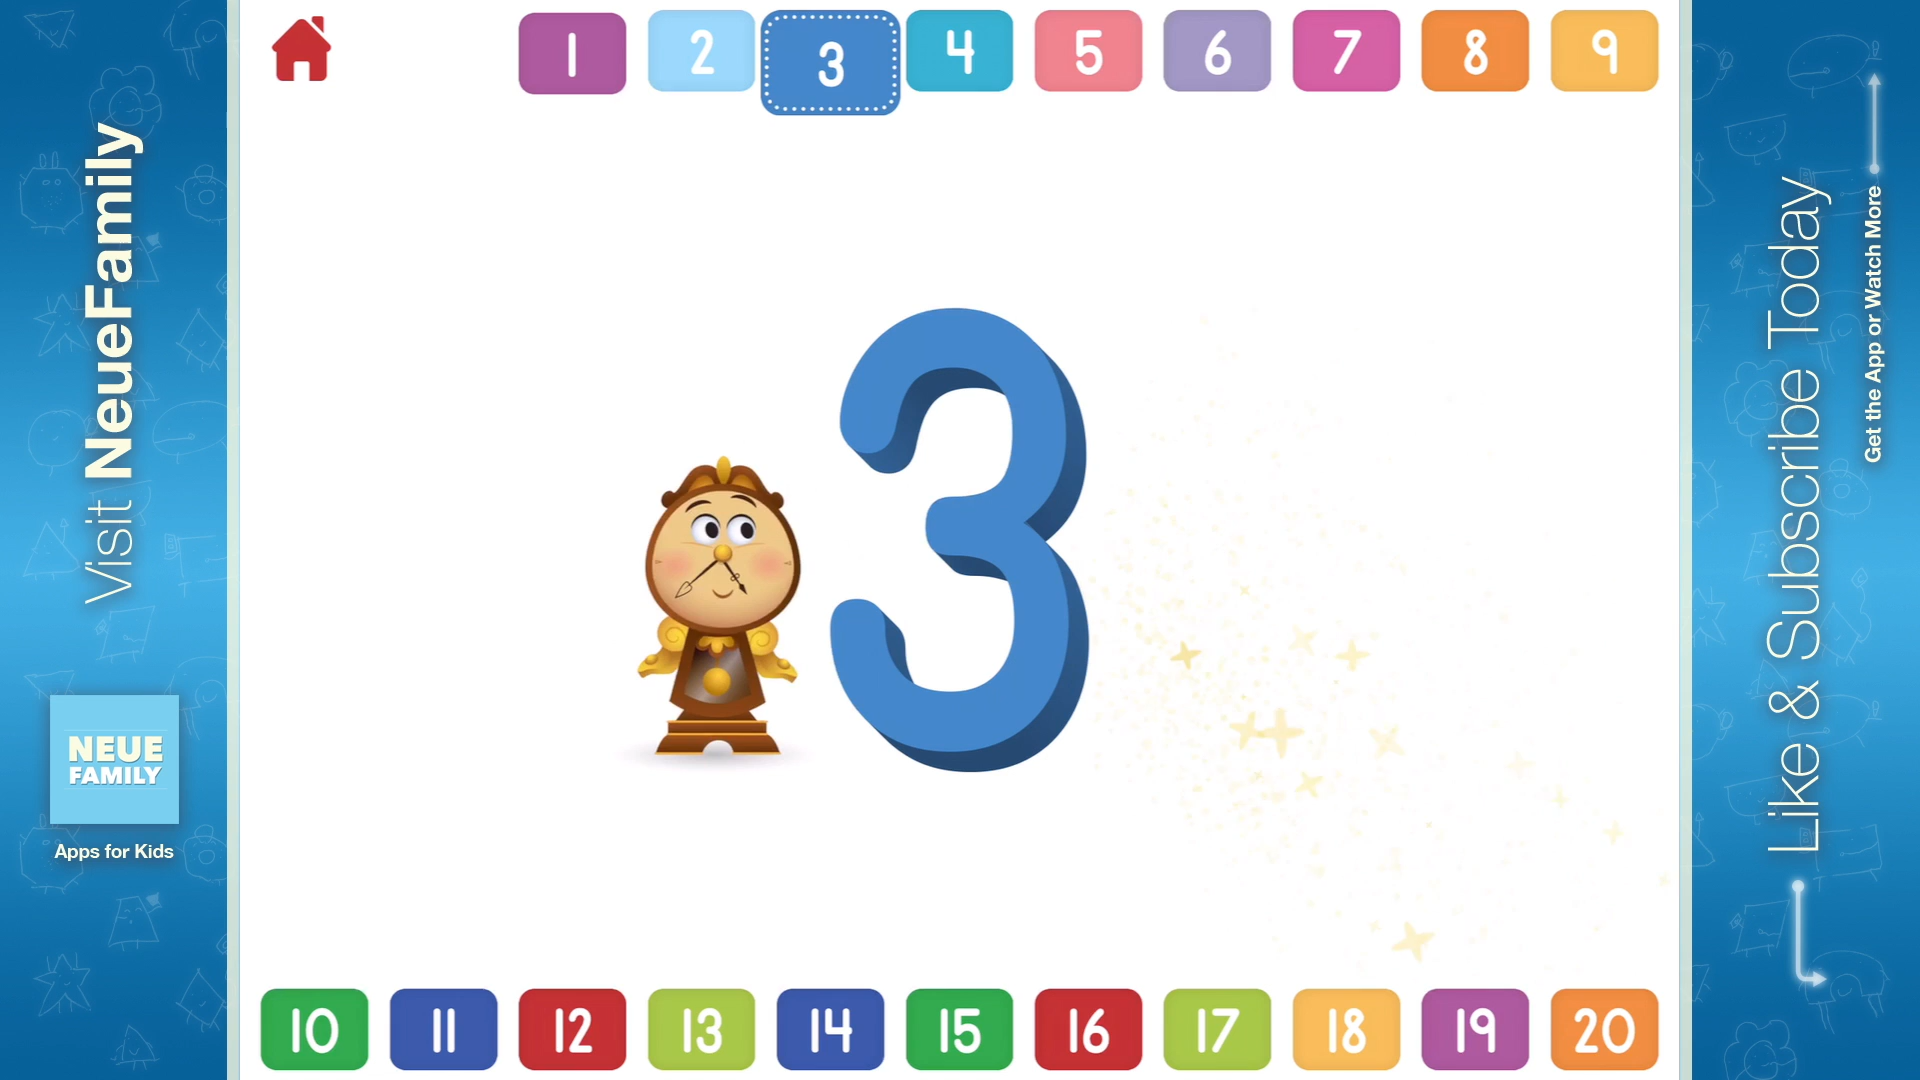 1 2 3 4 5 6 7 8 9
3
10 11 12 13 14 15 16 17 18 19 20
Visit NeueFamily
NEUE
FAMILY
Apps for Kids
Like & Subscribe Today
Get the App or Watch More